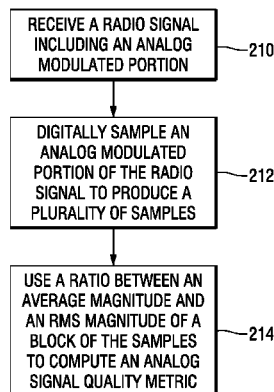 RECEIVE A RADIO SIGNAL
INCLUDING AN ANALOG
MODULATED PORTION
210
DIGITALLY SAMPLE AN
ANALOG MODULATED
PORTION OF THE RADIO
SIGNAL TO PRODUCE A
PLURALITY OF SAMPLES
212
USE A RATIO BETWEEN AN
AVERAGE MAGNITUDE AND
AN RMS MAGNITUDE OF A
BLOCK OF THE SAMPLES
TO COMPUTE AN ANALOG
SIGNAL QUALITY METRIC
214